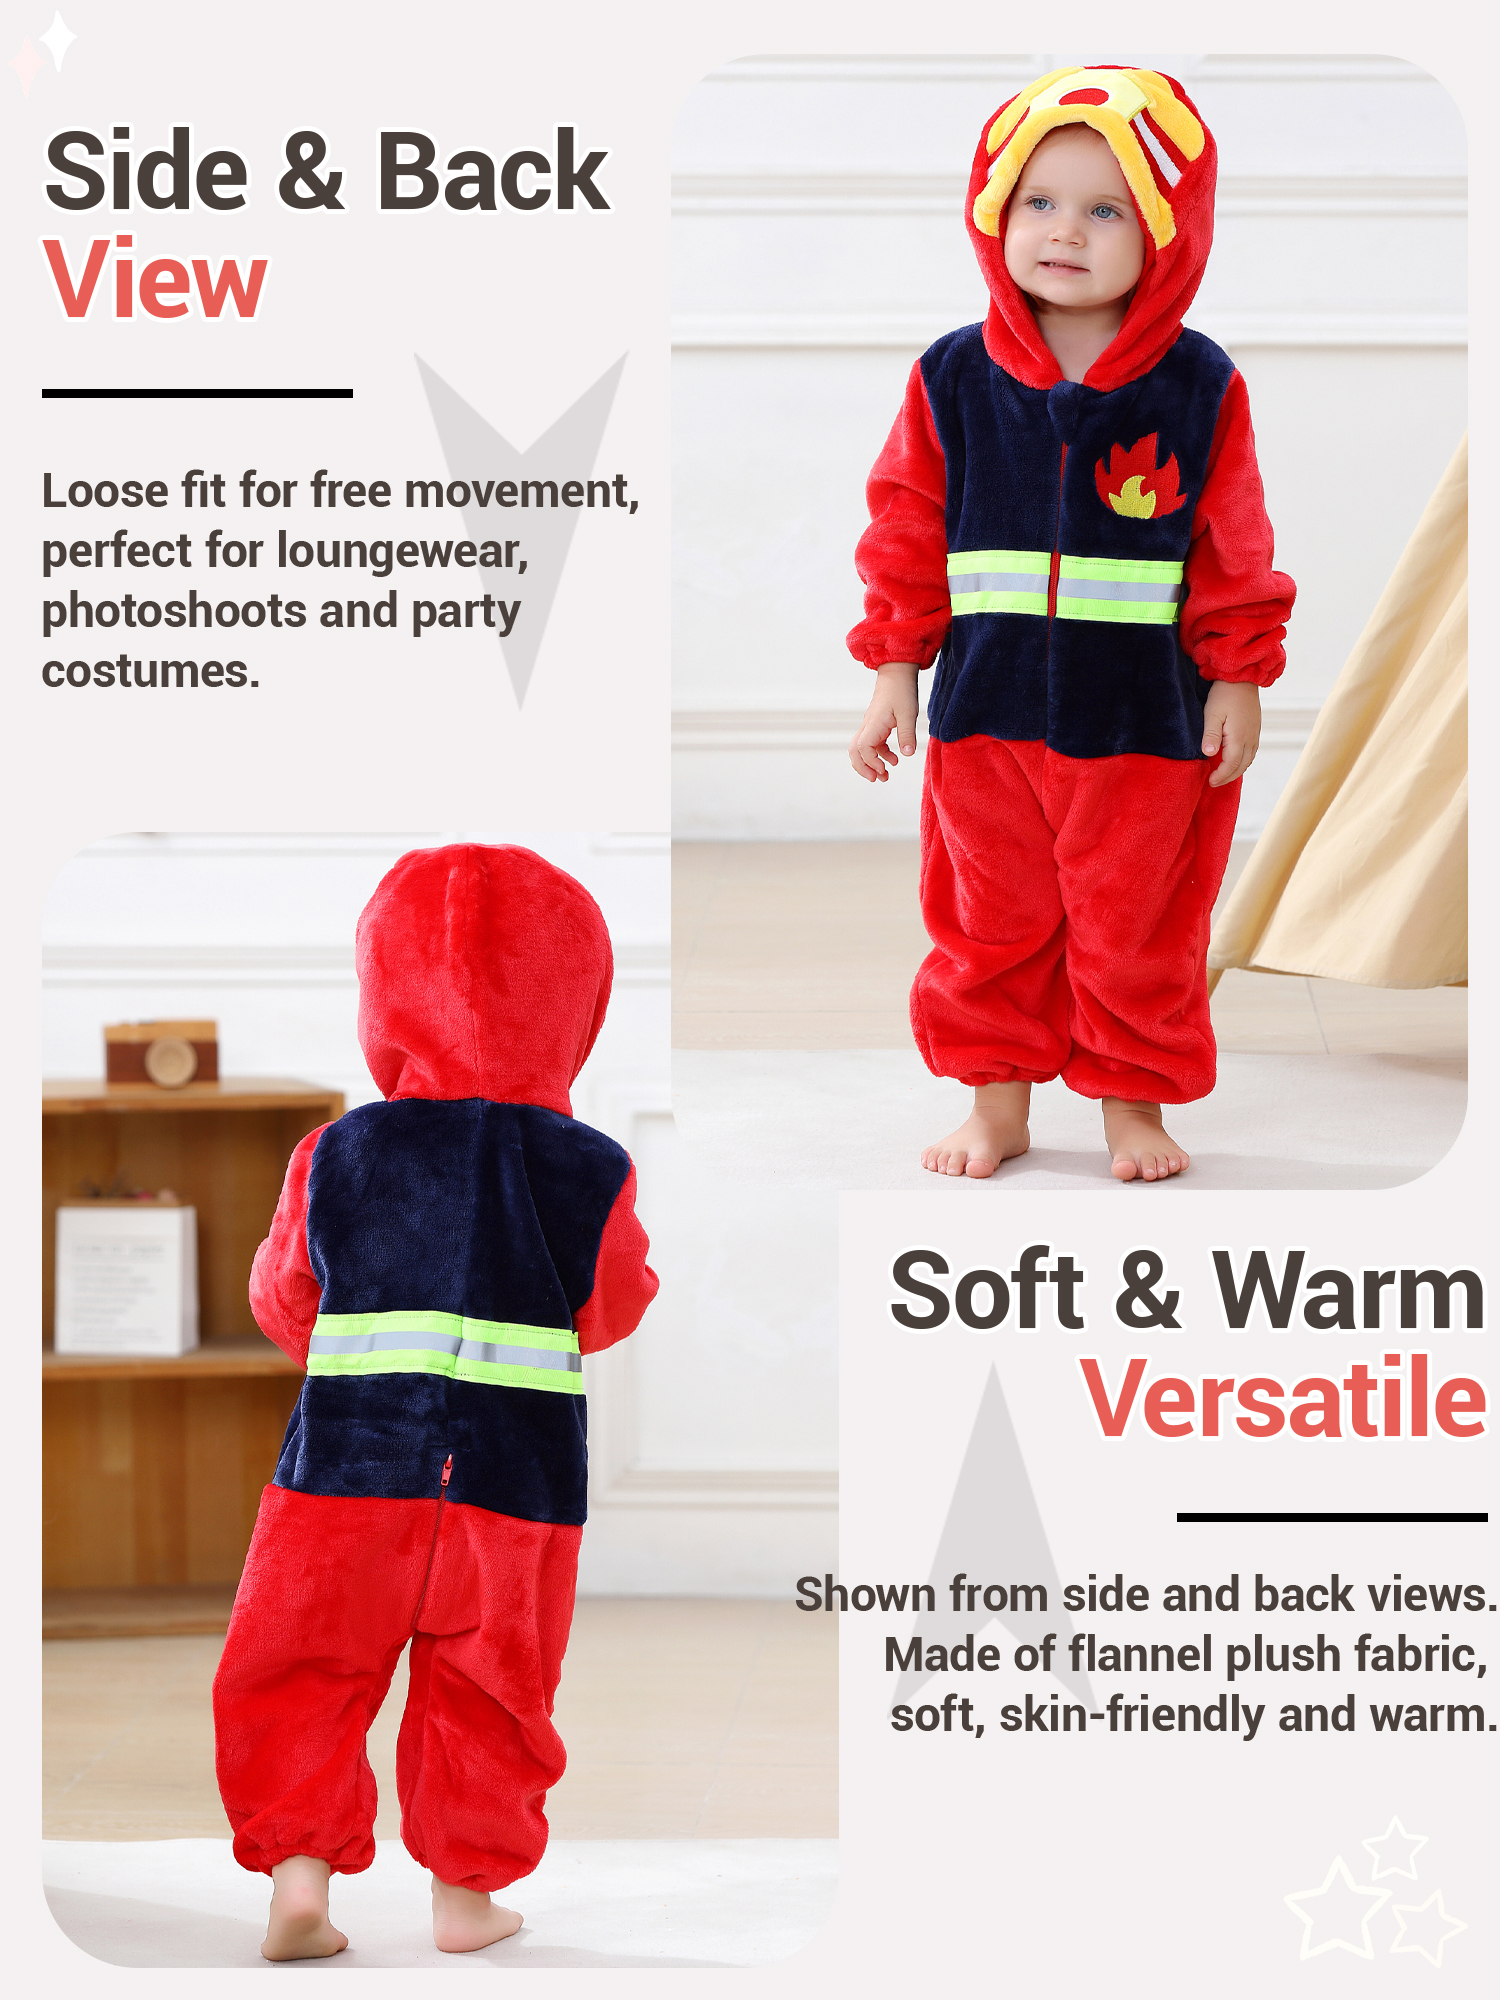 Side & Back
View
Loose fit for free movement,
perfect for loungewear,
photoshoots and party
costumes.
Soft & Warm
Versatile
Shown from side and back views.
Made of flannel plush fabric,
soft, skin-friendly and warm.